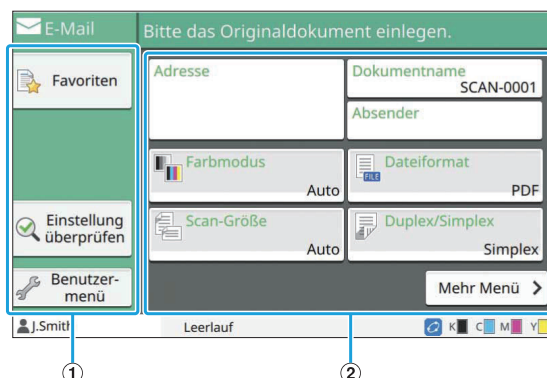 E-Mail
Bitte das Originaldokument einlegen.
Favoriten
Adresse
Dokumentname
SCAN-0001
Absender
Farbmodus
Auto
Dateiformat
FILE
PDF
Einstellung
überprüfen
Scan-Größe
Auto
Duplex/Simplex
Simplex
Benutzer-
menü
Mehr Menü
J.Smith
Leerlauf
K C M Y
1
2